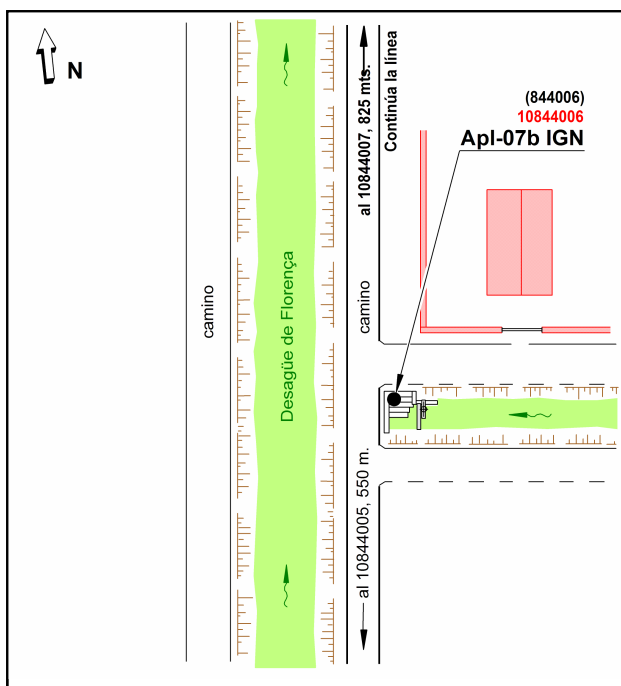 N
al 10844007, 825 mts.
Continúa la línea
(844006)
10844006
Apl-07b IGN
camino
Desagüe de Florença
camino
al 10844005, 550 m.